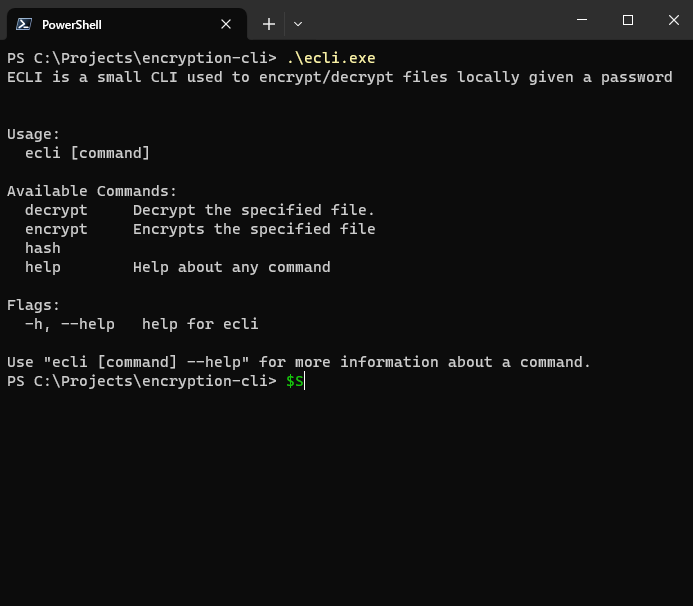 PowerShell
PS C:\Projects\encryption-cli> .\ecli.exe
ECLI is a small CLI used to encrypt/decrypt files locally given a password
Usage:
  ecli [command]
Available Commands:
  decrypt     Decrypt the specified file.
  encrypt     Encrypts the specified file
  hash
  help        Help about any command
Flags:
  -h, --help   help for ecli
Use "ecli [command] --help" for more information about a command.
PS C:\Projects\encryption-cli> $S